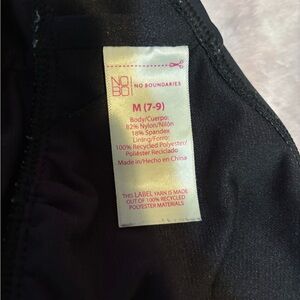 NO
BO
NO BOUNDARIES
M (7-9)
Body/Cuerpo:
82% Nylon/Nilón
18% Spandex
Lining/Forro:
100% Recycled Polyester/
Poliéster Reciclado
Made in/Hecho en China
This LABEL YARN IS MADE
OUT OF 100% RECYCLED
POLYESTER MATERIALS